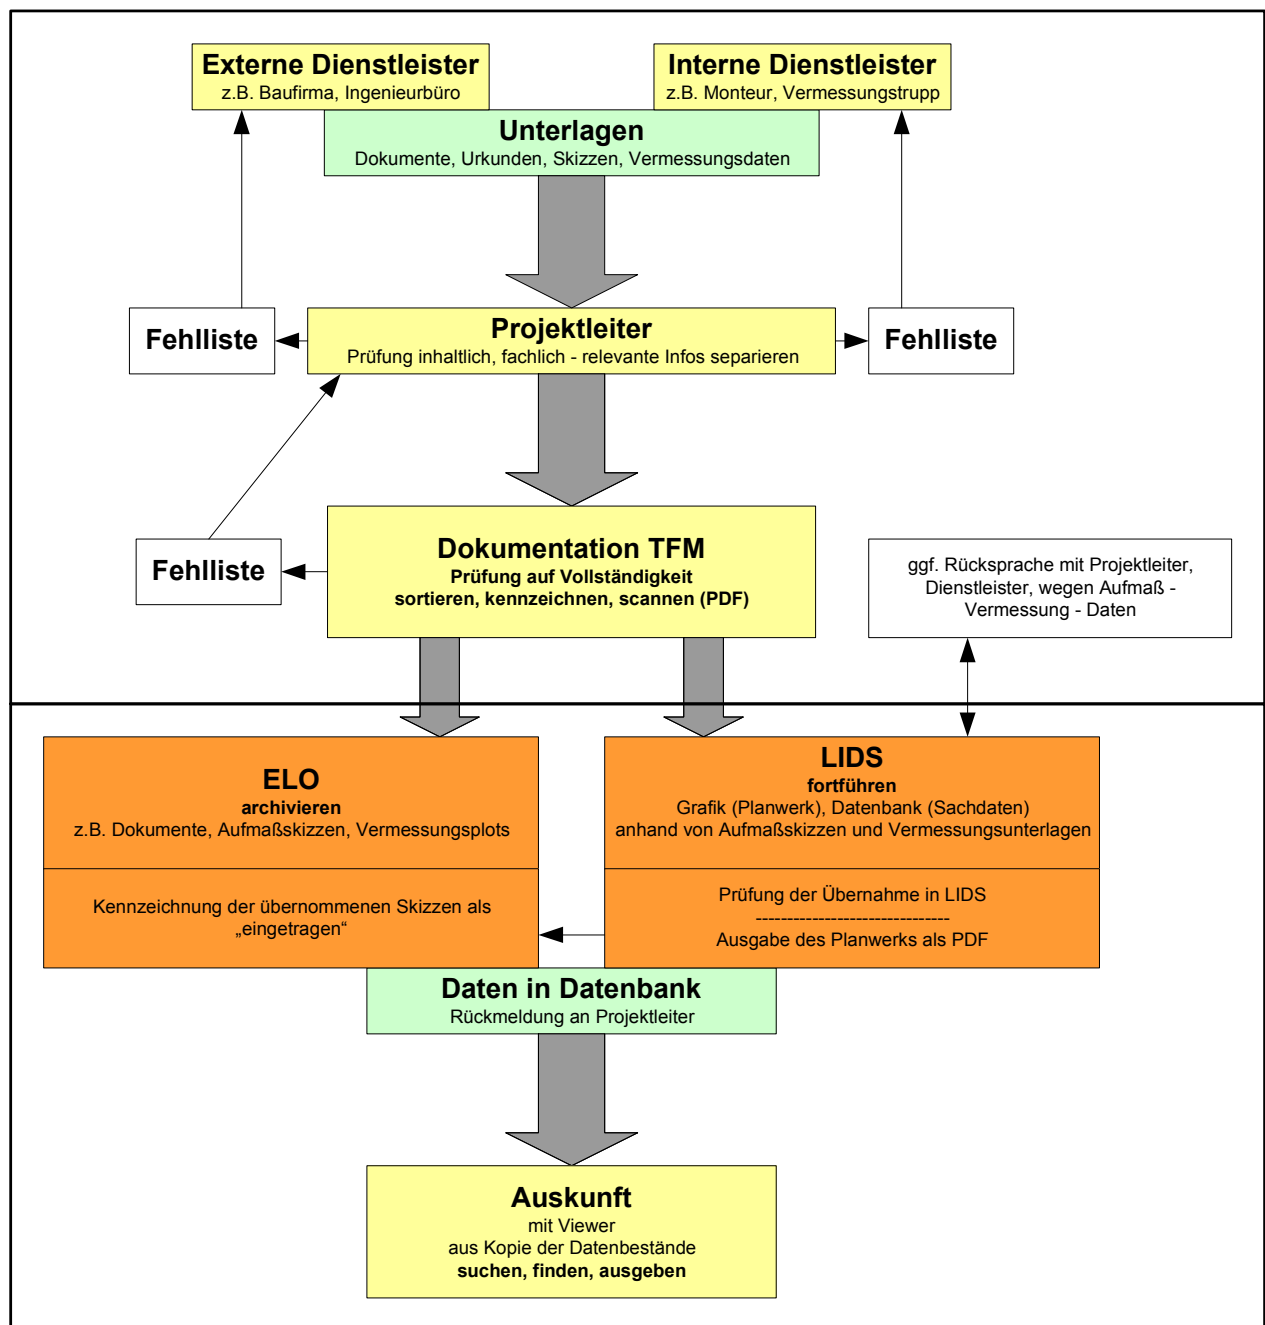 Externe Dienstleister
z.B. Baufirma, Ingenieurbüro
Interne Dienstleister
z.B. Monteur, Vermessungstrupp
Unterlagen
Dokumente, Urkunden, Skizzen, Vermessungsdaten
Fehlliste
Projektleiter
Prüfung inhaltlich, fachlich - relevante Infos separieren
Fehlliste
Fehlliste
Dokumentation TFM
Prüfung auf Vollständigkeit
sortieren, kennzeichnen, scannen (PDF)
ggf. Rücksprache mit Projektleiter,
Dienstleister, wegen Aufmaß -
Vermessung - Daten
ELO
archivieren
z.B. Dokumente, Aufmaßskizzen, Vermessungsplots
LIDS
fortführen
Grafik (Planwerk), Datenbank (Sachdaten)
anhand von Aufmaßskizzen und Vermessungsunterlagen
Kennzeichnung der übernommenen Skizzen als
„eingetragen“
Prüfung der Übernahme in LIDS
-------------------------------
Ausgabe des Planwerks als PDF
Daten in Datenbank
Rückmeldung an Projektleiter
Auskunft
mit Viewer
aus Kopie der Datenbestände
suchen, finden, ausgeben